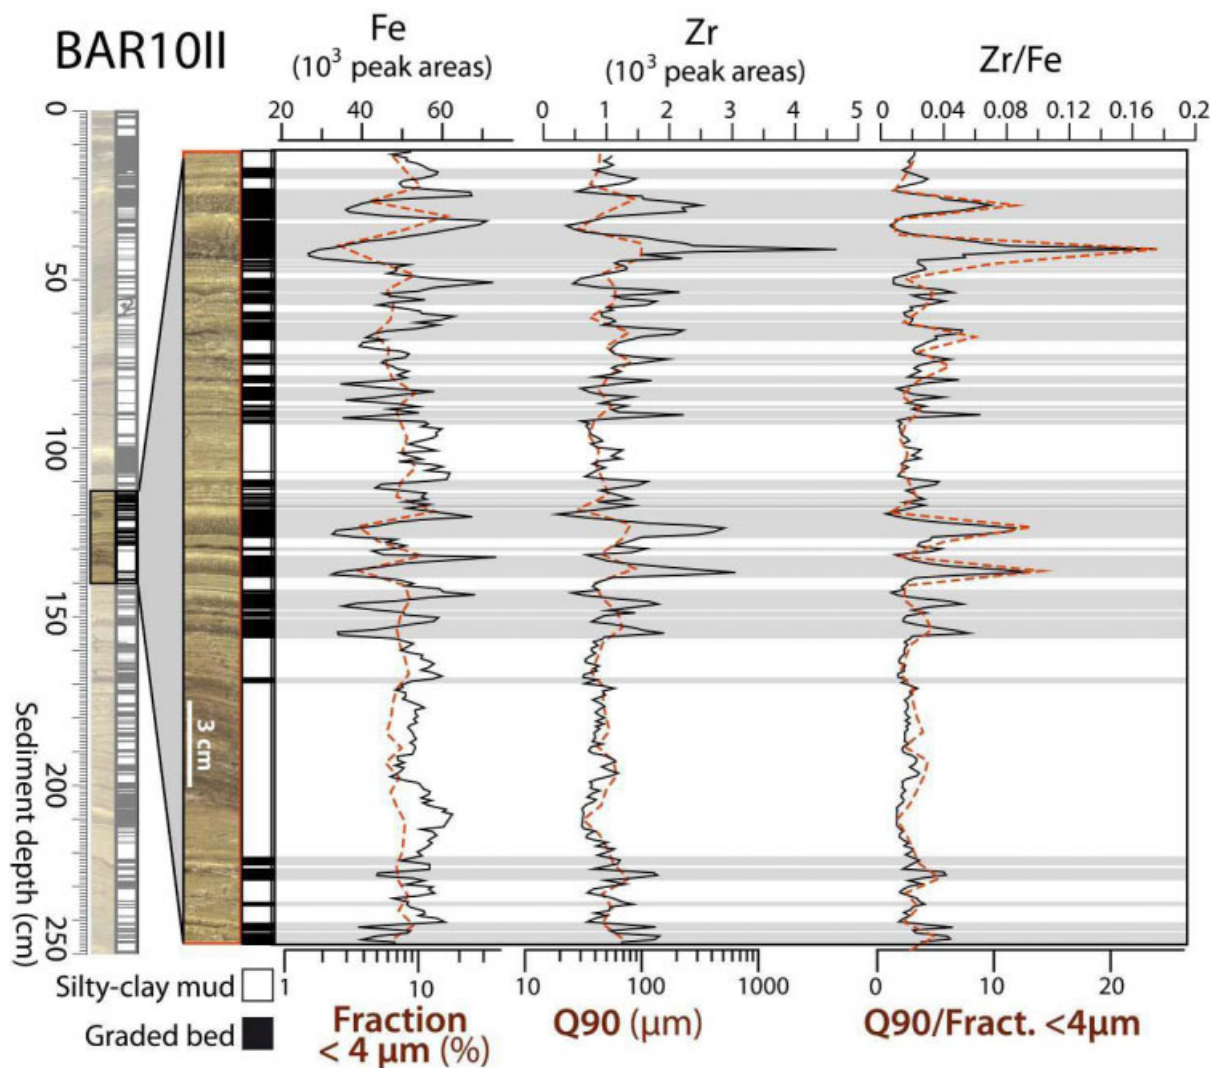 BAR10II
Fe
(10³ peak areas)
Zr
(10³ peak areas)
Zr/Fe
20 60
0 1 2 3 4 5
0 0.04 0.08 0.12 0.16 0.2
0
50
100
150
200
250
Sediment depth (cm)
3 cm
1 10
10 100 1000
0 10 20
Silty-clay mud
Graded bed
Fraction
< 4 µm (%)
Q90 (µm)
Q90/Fract. <4µm